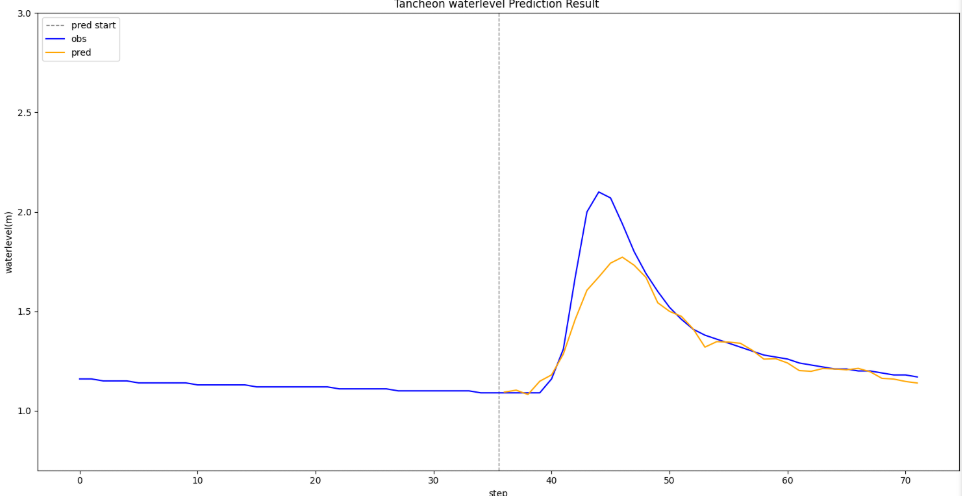 Tancheon waterlevel Prediction Result
3.0
pred start
obs
pred
2.5
2.0
waterlevel(m)
1.5
1.0
0 10 20 30 40 50 60 70
step